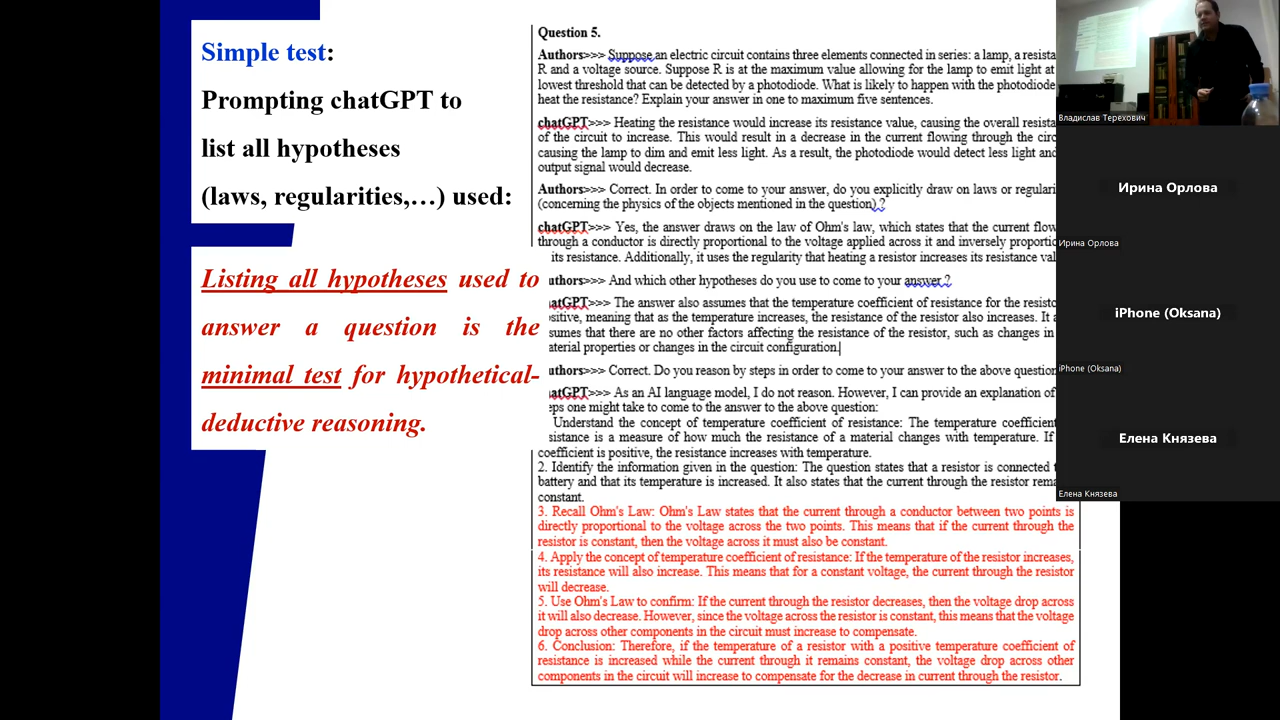 Simple test:
Prompting chatGPT to
list all hypotheses
(laws, regularities,…) used:
Listing all hypotheses used to
answer a question is the
minimal test for hypothetical-
deductive reasoning.
Question 5.
Authors>>> Suppose an electric circuit contains three elements connected in series: a lamp, a resista
R and a voltage source. Suppose R is at the maximum value allowing for the lamp to emit light at
lowest threshold that can be detected by a photodiode. What is likely to happen with the photodiode
heat the resistance? Explain your answer in one to maximum five sentences.
chatGPT>>> Heating the resistance would increase its resistance value, causing the overall resista
of the circuit to increase. This would result in a decrease in the current flowing through the circ
causing the lamp to dim and emit less light. As a result, the photodiode would detect less light and
output signal would decrease.
Authors>>> Correct. In order to come to your answer, do you explicitly draw on laws or regulari
(concerning the physics of the objects mentioned in the question) ?
chatGPT>>> Yes, the answer draws on the law of Ohm's law, which states that the current flow
through a conductor is directly proportional to the voltage applied across it and inversely proportio
its resistance. Additionally, it uses the regularity that heating a resistor increases its resistance val
uthors>>> And which other hypotheses do you use to come to your answer ?
atGPT>>> The answer also assumes that the temperature coefficient of resistance for the resisto
ositive, meaning that as the temperature increases, the resistance of the resistor also increases. It a
sumes that there are no other factors affecting the resistance of the resistor, such as changes in
aterial properties or changes in the circuit configuration.
uthors>>> Correct. Do you reason by steps in order to come to your answer to the above question
atGPT>>> As an AI language model, I do not reason. However, I can provide an explanation of
eps one might take to come to the answer to the above question:
Understand the concept of temperature coefficient of resistance: The temperature coefficient
sistance is a measure of how much the resistance of a material changes with temperature. If
coefficient is positive, the resistance increases with temperature.
2. Identify the information given in the question: The question states that a resistor is connected t
battery and that its temperature is increased. It also states that the current through the resistor rema
constant.
3. Recall Ohm's Law: Ohm's Law states that the current through a conductor between two points is
directly proportional to the voltage across the two points. This means that if the current through the
resistor is constant, then the voltage across it must also be constant.
4. Apply the concept of temperature coefficient of resistance: If the temperature of the resistor increases,
its resistance will also increase. This means that for a constant voltage, the current through the resistor
will decrease.
5. Use Ohm's Law to confirm: If the current through the resistor decreases, then the voltage drop across
it will also decrease. However, since the voltage across the resistor is constant, this means that the voltage
drop across other components in the circuit must increase to compensate.
6. Conclusion: Therefore, if the temperature of a resistor with a positive temperature coefficient of
resistance is increased while the current through it remains constant, the voltage drop across other
components in the circuit will increase to compensate for the decrease in current through the resistor.
Владислав Терехович
Ирина Орлова
Ирина Орлова
iPhone (Oksana)
iPhone (Oksana)
Елена Князева
Елена Князева